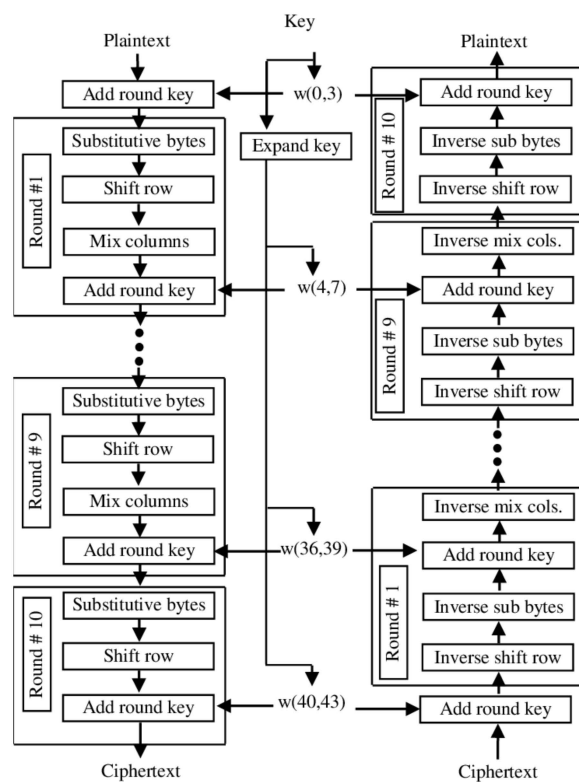 Plaintext
Add round key
Round #1
Substitutive bytes
Shift row
Mix columns
Add round key
Round # 9
Substitutive bytes
Shift row
Mix columns
Add round key
Round # 10
Substitutive bytes
Shift row
Add round key
Ciphertext
Key
w(0,3)
Expand key
w(4,7)
w(36,39)
w(40,43)
Plaintext
Round # 10
Add round key
Inverse sub bytes
Inverse shift row
Round # 9
Inverse mix cols.
Add round key
Inverse sub bytes
Inverse shift row
Round # 1
Inverse mix cols.
Add round key
Inverse sub bytes
Inverse shift row
Add round key
Ciphertext